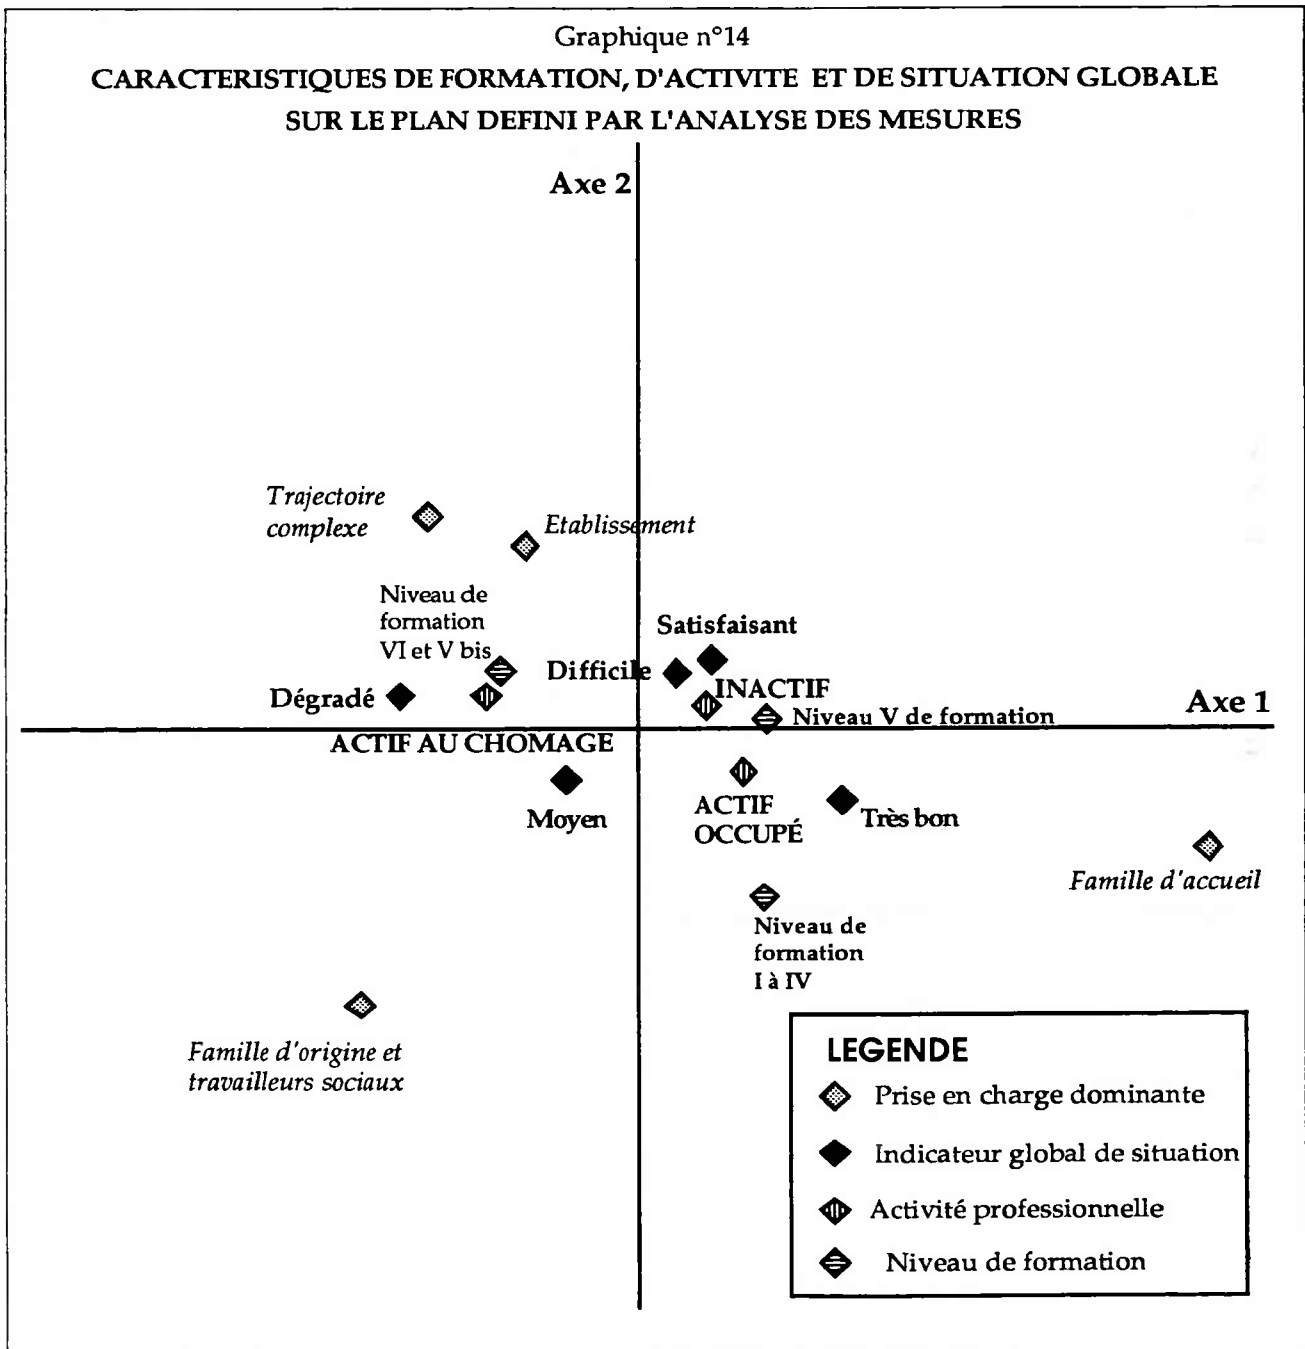 Graphique n°14
CARACTERISTIQUES DE FORMATION, D'ACTIVITE ET DE SITUATION GLOBALE
SUR LE PLAN DEFINI PAR L'ANALYSE DES MESURES
Axe 2
Trajectoire
complexe
Etablissement
Niveau de
formation
VI et V bis
Satisfaisant
Difficile
Dégradé
INACTIF
Axe 1
Niveau V de formation
ACTIF AU CHOMAGE
Moyen
ACTIF
OCCUPÉ
Très bon
Famille d'accueil
Niveau de
formation
I à IV
Famille d'origine et
travailleurs sociaux
LEGENDE
Prise en charge dominante
Indicateur global de situation
Activité professionnelle
Niveau de formation